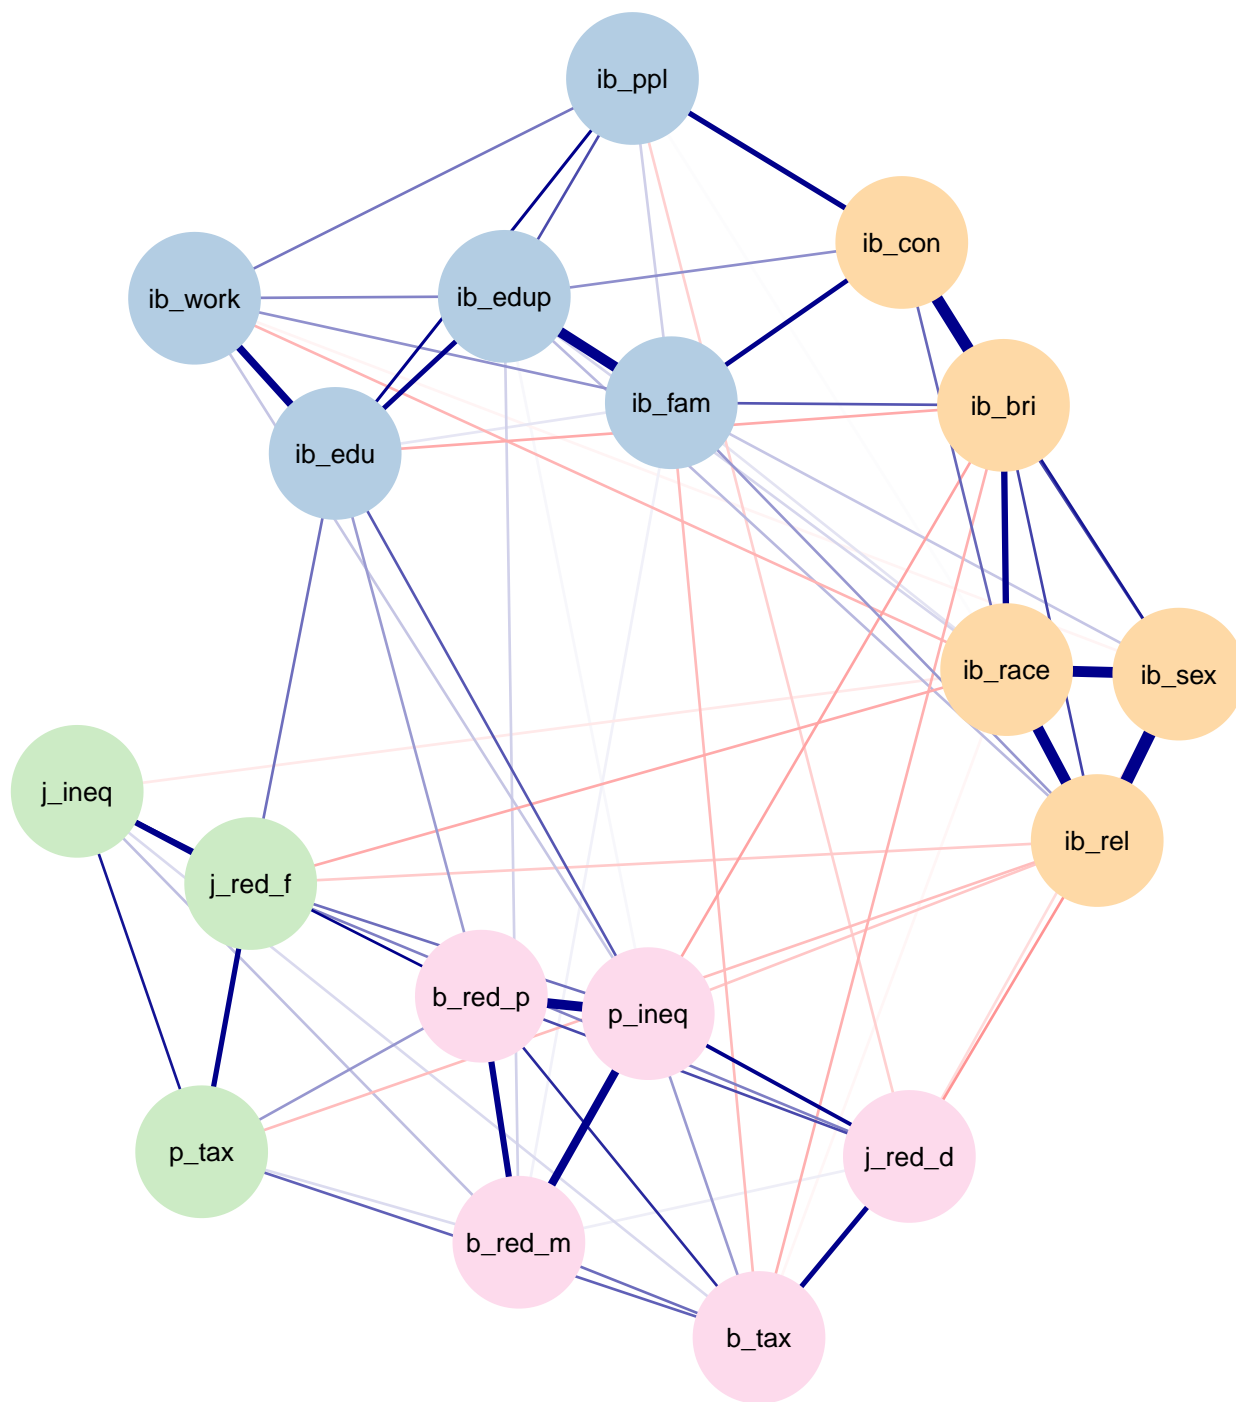 ib_ppl
ib_con
ib_work
ib_edup
ib_fam
ib_bri
ib_edu
ib_race
ib_sex
j_ineq
ib_rel
j_red_f
b_red_p
p_ineq
p_tax
j_red_d
b_red_m
b_tax